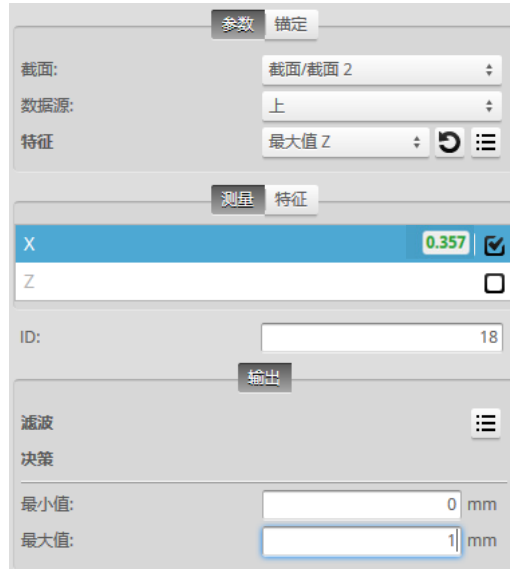 参数 锚定
截面: 截面/截面 2
数据源: 上
特征 最大值 Z
测量 特征
X 0.357
Z
ID: 18
输出
滤波
决策
最小值: 0 mm
最大值: 1 mm